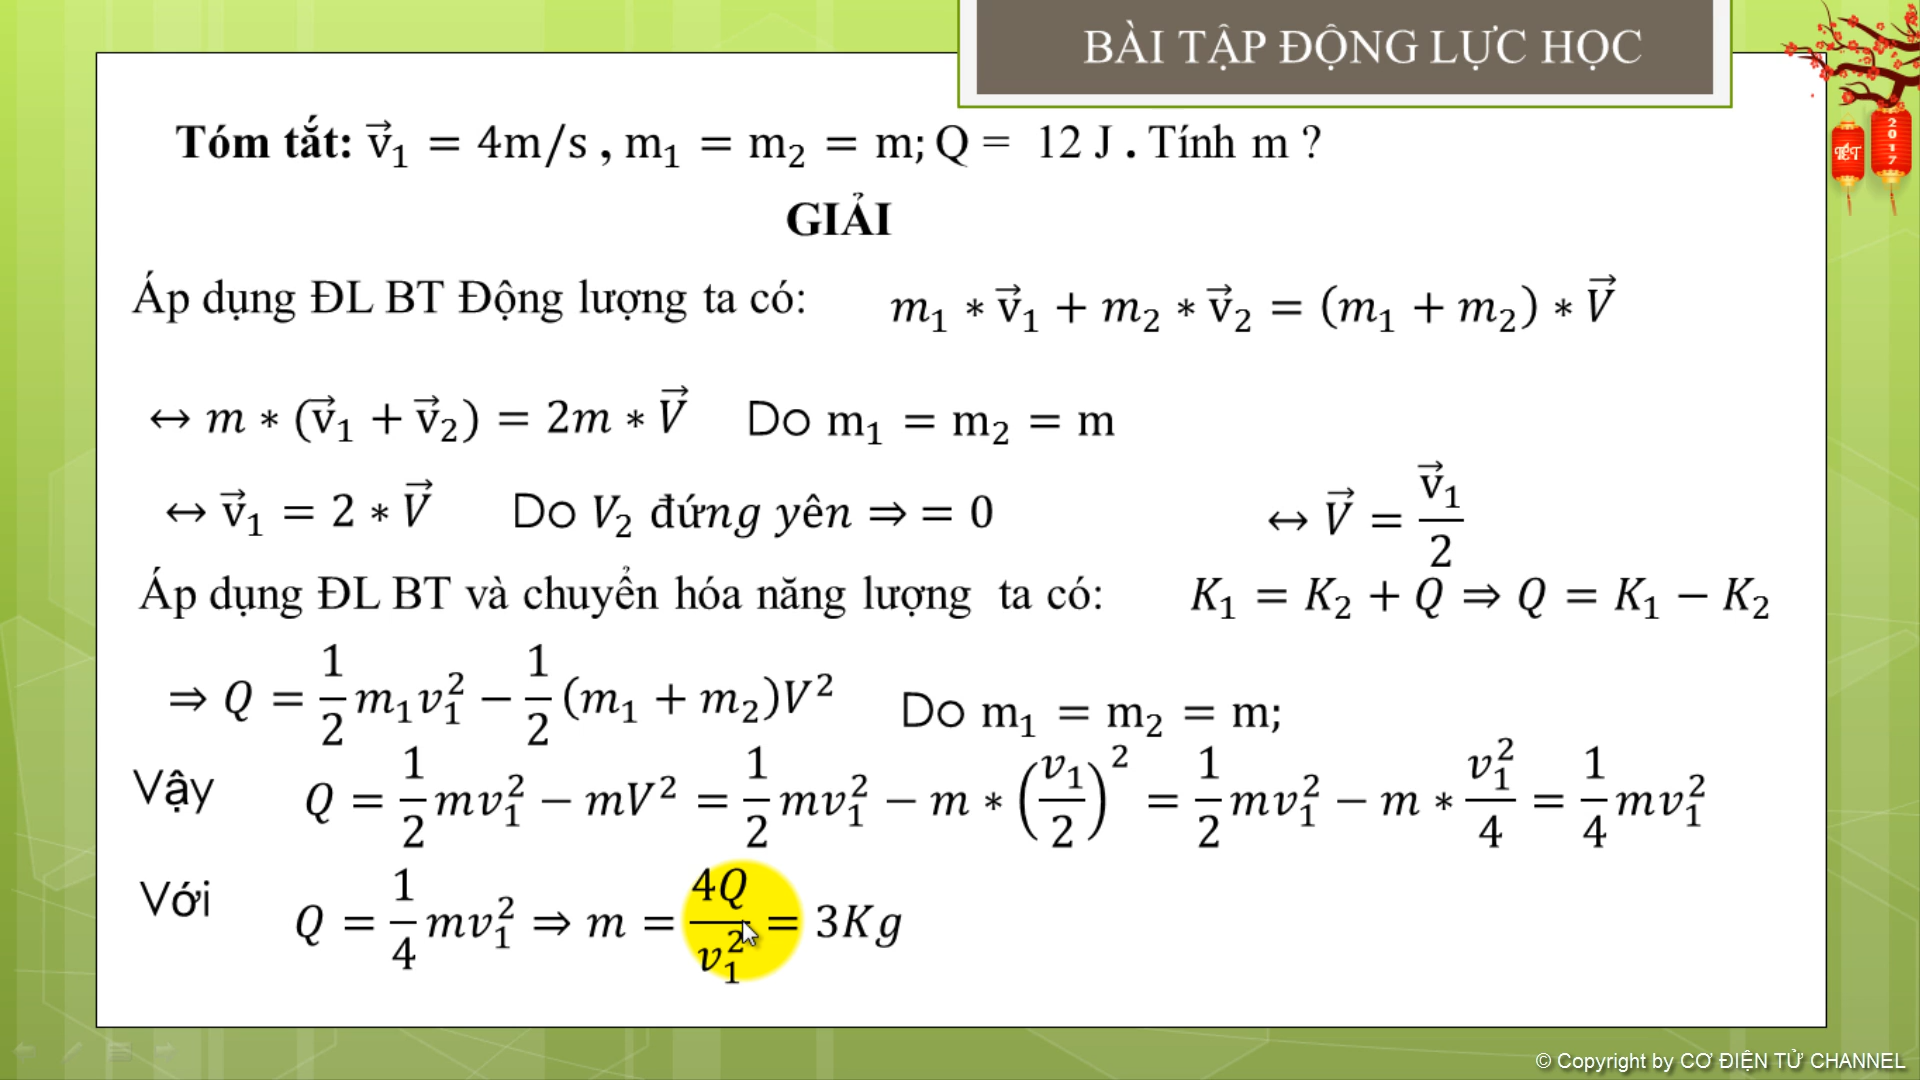 BÀI TẬP ĐỘNG LỰC HỌC
TẾT
2017
Tóm tắt: v⃗₁ = 4m/s , m₁ = m₂ = m; Q = 12 J . Tính m ?
GIẢI
Áp dụng ĐL BT Động lượng ta có: m₁ ∗ v⃗₁ + m₂ ∗ v⃗₂ = (m₁ + m₂) ∗ V⃗
↔ m ∗ (v⃗₁ + v⃗₂) = 2m ∗ V⃗ Do m₁ = m₂ = m
↔ v⃗₁ = 2 ∗ V⃗ Do V₂ đứng yên ⇒ = 0 ↔ V⃗ = v⃗₁/2
Áp dụng ĐL BT và chuyển hóa năng lượng ta có: K₁ = K₂ + Q ⇒ Q = K₁ − K₂
⇒ Q = 1/2 m₁v₁² − 1/2 (m₁ + m₂)V² Do m₁ = m₂ = m;
Vậy Q = 1/2 mv₁² − mV² = 1/2 mv₁² − m ∗ (v₁/2)² = 1/2 mv₁² − m ∗ v₁²/4 = 1/4 mv₁²
Với Q = 1/4 mv₁² ⇒ m = 4Q/v₁² = 3Kg
© Copyright by CƠ ĐIỆN TỬ CHANNEL